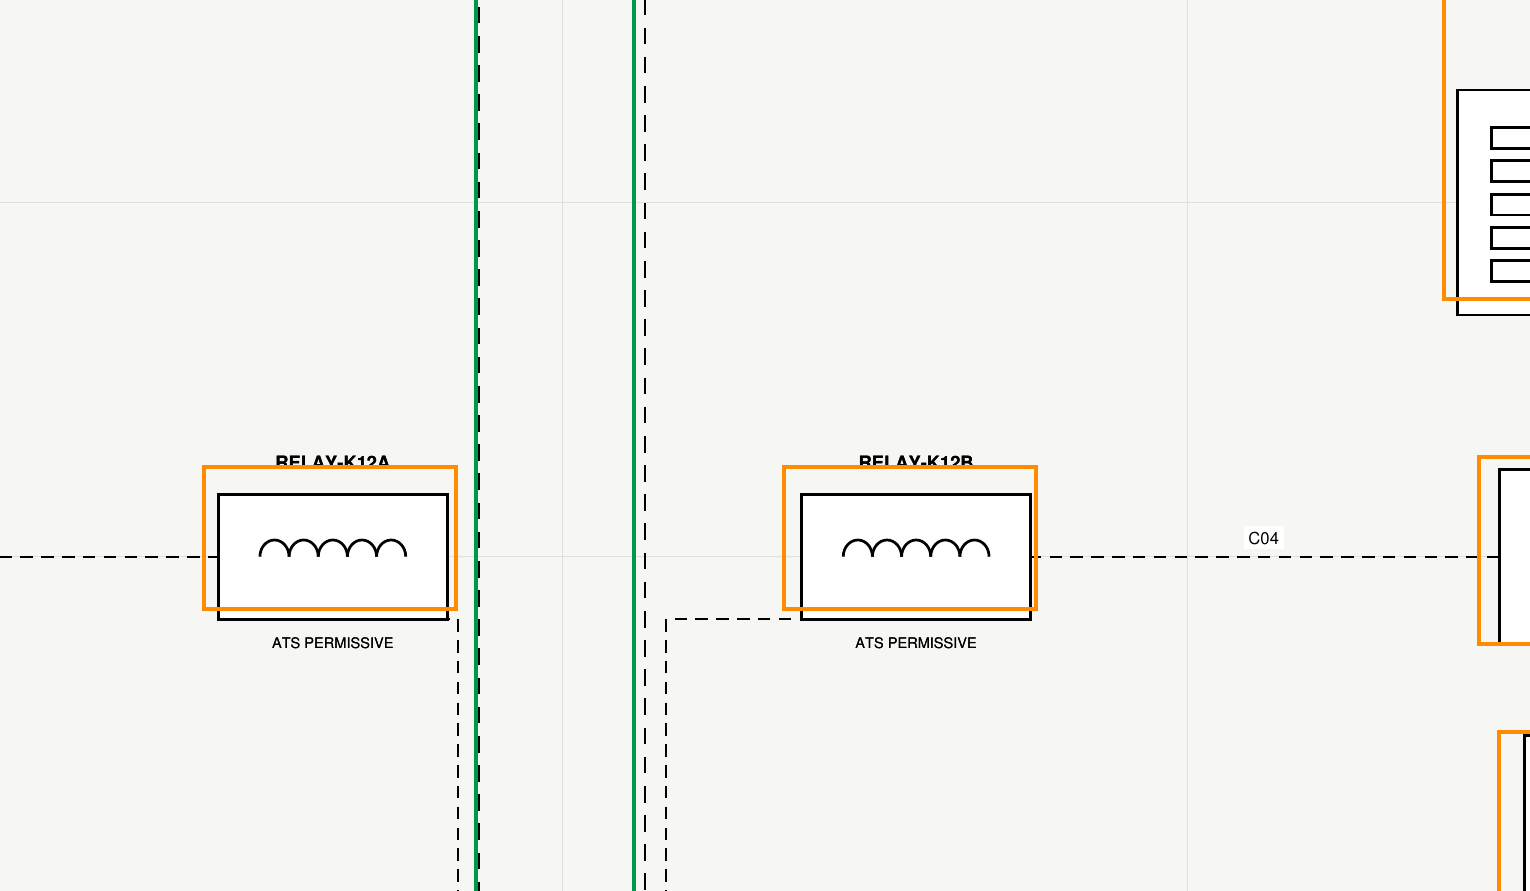 RELAY-K12A
RELAY-K12B
C04
ATS PERMISSIVE
ATS PERMISSIVE